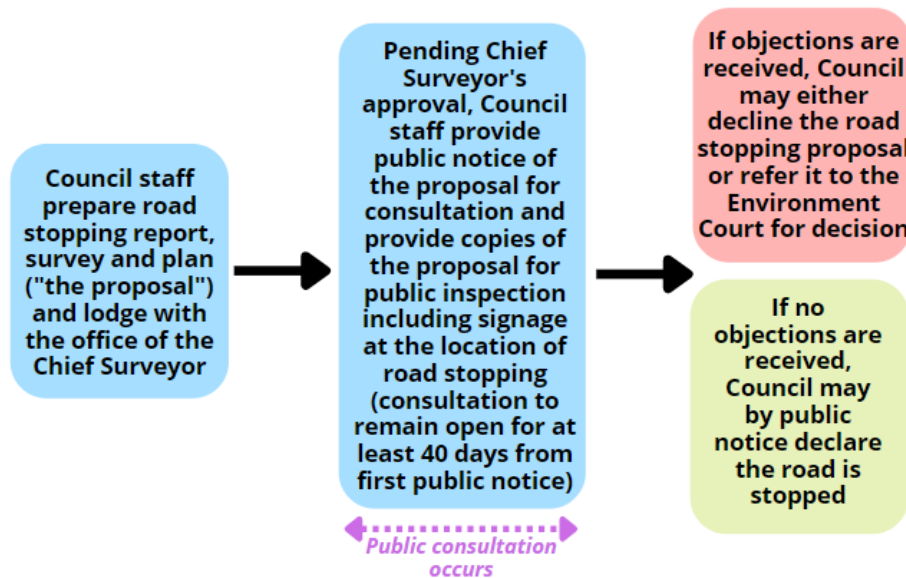 Council staff
prepare road
stopping report,
survey and plan
("the proposal")
and lodge with
the office of the
Chief Surveyor
Pending Chief
Surveyor's
approval, Council
staff provide
public notice of
the proposal for
consultation and
provide copies of
the proposal for
public inspection
including signage
at the location of
road stopping
(consultation to
remain open for at
least 40 days from
first public notice)
Public consultation
occurs
If objections are
received, Council
may either
decline the road
stopping proposal
or refer it to the
Environment
Court for decision
If no
objections are
received,
Council may
by public
notice declare
the road is
stopped